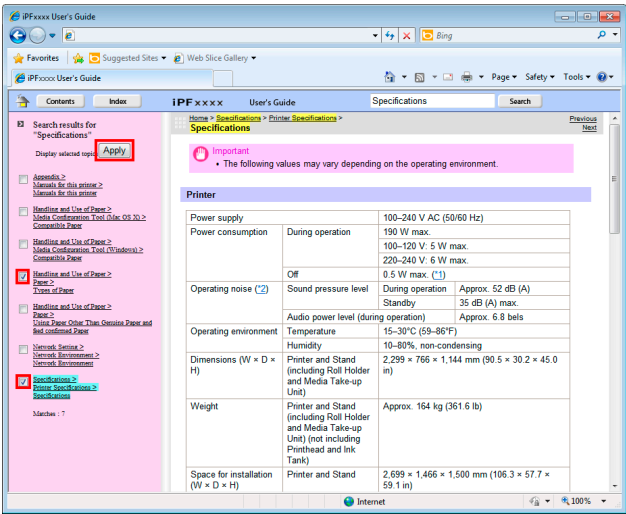 iPFxxxx User's Guide
Bing
Favorites Suggested Sites Web Slice Gallery
iPFxxxx User's Guide Page Safety Tools
Contents Index iPFxxxx User's Guide Specifications Search
Search results for
"Specifications"
Display selected topic
Apply
Appendix >
Manuals for this printer >
Manuals for this printer
Handling and Use of Paper >
Media Configuration Tool (Mac OS X) >
Compatible Paper
Handling and Use of Paper >
Media Configuration Tool (Windows) >
Compatible Paper
Handling and Use of Paper >
Paper >
Types of Paper
Handling and Use of Paper >
Paper >
Using Paper Other Than Genuine Paper and
feed confirmed Paper
Network Setting >
Network Environment >
Network Environment
Specifications >
Printer Specifications >
Specifications
Matches : 7
Home > Specifications > Printer Specifications >
Specifications
Previous
Next
Important
• The following values may vary depending on the operating environment.
Printer
Power supply 100–240 V AC (50/60 Hz)
Power consumption During operation 190 W max.
100–120 V: 5 W max.
220–240 V: 6 W max.
Off 0.5 W max. (*1)
Operating noise (*2) Sound pressure level During operation Approx. 52 dB (A)
Standby 35 dB (A) max.
Audio power level (during operation) Approx. 6.8 bels
Operating environment Temperature 15–30°C (59–86°F)
Humidity 10–80%, non-condensing
Dimensions (W × D × Printer and Stand 2,299 × 766 × 1,144 mm (90.5 × 30.2 × 45.0
H) (including Roll Holder in)
and Media Take-up
Unit)
Weight Printer and Stand Approx. 164 kg (361.6 lb)
(including Roll Holder
and Media Take-up
Unit) (not including
Printhead and Ink
Tank)
Space for installation Printer and Stand 2,699 × 1,466 × 1,500 mm (106.3 × 57.7 ×
(W × D × H) 59.1 in)
Internet 100%